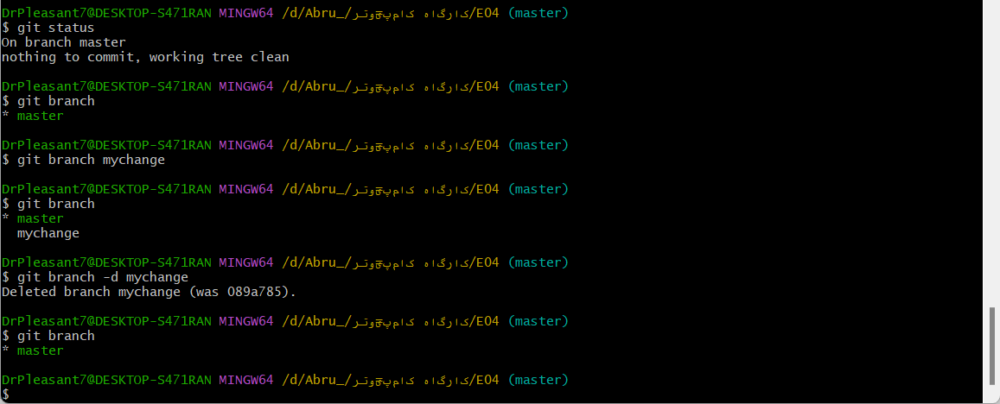 DrPleasant7@DESKTOP-S471RAN MINGW64 /d/Abru_/کارگاه کامپیوتر/E04 (master)
$ git status
On branch master
nothing to commit, working tree clean
DrPleasant7@DESKTOP-S471RAN MINGW64 /d/Abru_/کارگاه کامپیوتر/E04 (master)
$ git branch
* master
DrPleasant7@DESKTOP-S471RAN MINGW64 /d/Abru_/کارگاه کامپیوتر/E04 (master)
$ git branch mychange
DrPleasant7@DESKTOP-S471RAN MINGW64 /d/Abru_/کارگاه کامپیوتر/E04 (master)
$ git branch
* master
mychange
DrPleasant7@DESKTOP-S471RAN MINGW64 /d/Abru_/کارگاه کامپیوتر/E04 (master)
$ git branch -d mychange
Deleted branch mychange (was 089a785).
DrPleasant7@DESKTOP-S471RAN MINGW64 /d/Abru_/کارگاه کامپیوتر/E04 (master)
$ git branch
* master
DrPleasant7@DESKTOP-S471RAN MINGW64 /d/Abru_/کارگاه کامپیوتر/E04 (master)
$